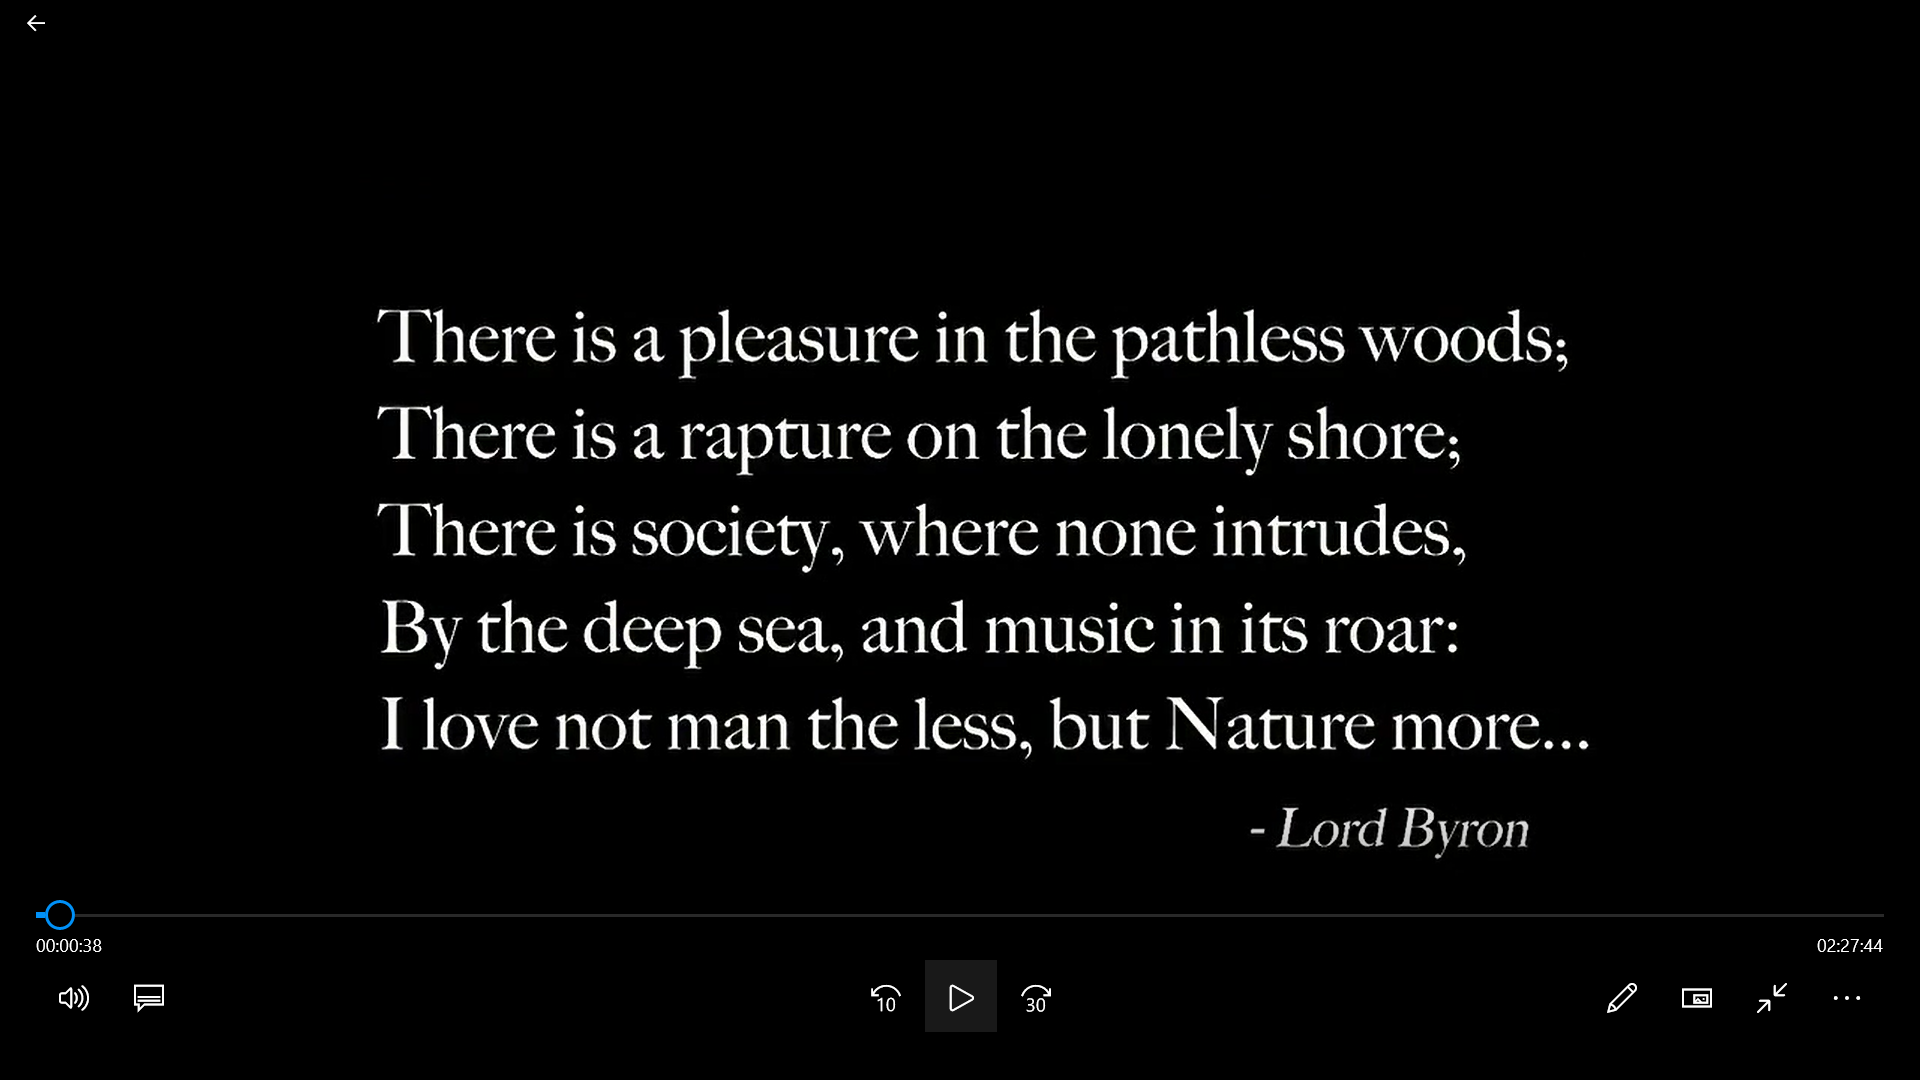 There is a pleasure in the pathless woods;
There is a rapture on the lonely shore;
There is society, where none intrudes,
By the deep sea, and music in its roar:
I love not man the less, but Nature more...
- Lord Byron
00:00:38 02:27:44
10 30